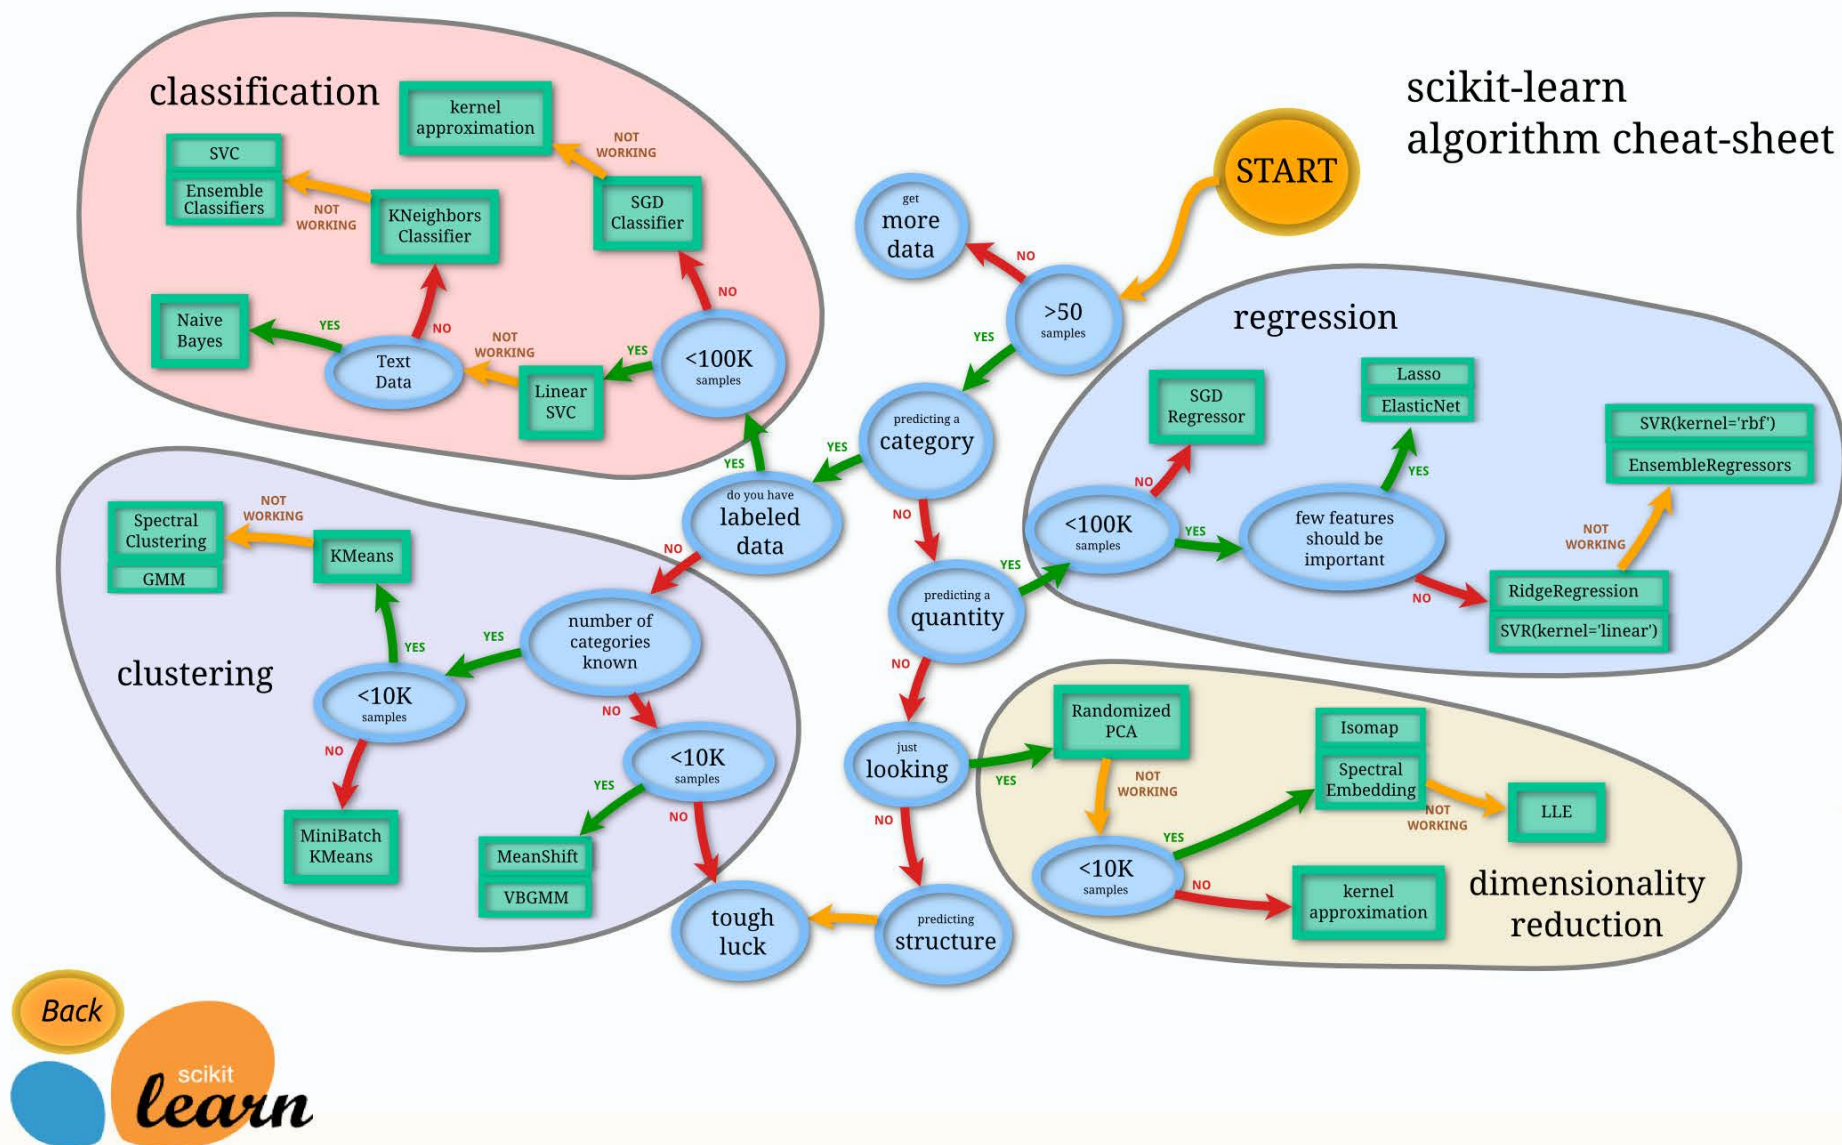 scikit-learn
algorithm cheat-sheet
START
classification
kernel
approximation
NOT
WORKING
SVC
Ensemble
Classifiers
NOT
WORKING
KNeighbors
Classifier
SGD
Classifier
NO
Naive
Bayes
YES
NO
Text
Data
NOT
WORKING
Linear
SVC
YES
<100K
samples
YES
get
more
data
NO
>50
samples
YES
predicting a
category
YES
NO
do you have
labeled
data
NO
predicting a
quantity
YES
NO
just
looking
YES
NO
predicting
structure
tough
luck
regression
SGD
Regressor
NO
<100K
samples
YES
few features
should be
important
YES
Lasso
ElasticNet
NO
RidgeRegression
SVR(kernel='linear')
NOT
WORKING
SVR(kernel='rbf')
EnsembleRegressors
clustering
Spectral
Clustering
GMM
NOT
WORKING
KMeans
YES
<10K
samples
YES
number of
categories
known
NO
NO
MiniBatch
KMeans
<10K
samples
YES
NO
MeanShift
VBGMM
Randomized
PCA
NOT
WORKING
<10K
samples
YES
Isomap
Spectral
Embedding
NOT
WORKING
LLE
NO
kernel
approximation
dimensionality
reduction
Back
scikit
learn